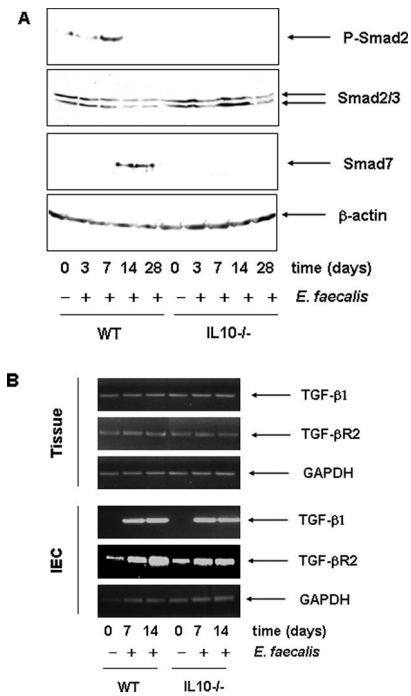 A
P-Smad2
Smad2/3
Smad7
β-actin
0 3 7 14 28 0 3 7 14 28 time (days)
– + + + + – + + + + E. faecalis
WT IL10-/-
B
Tissue
TGF-β1
TGF-βR2
GAPDH
IEC
TGF-β1
TGF-βR2
GAPDH
0 7 14 0 7 14 time (days)
– + + – + + E. faecalis
WT IL10-/-